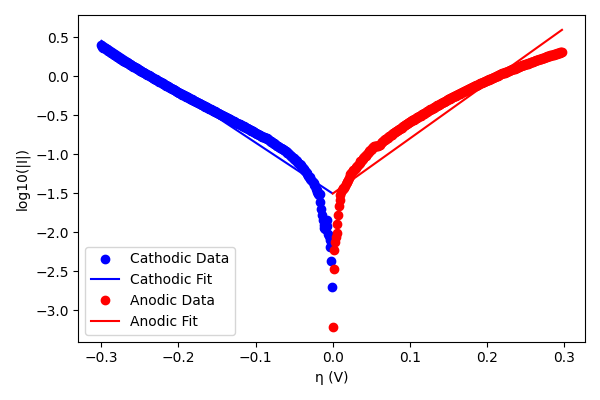 0.5
0.0
−0.5
−1.0
−1.5
−2.0
−2.5
−3.0
log10(|I|)
Cathodic Data
Cathodic Fit
Anodic Data
Anodic Fit
−0.3 −0.2 −0.1 0.0 0.1 0.2 0.3
η (V)